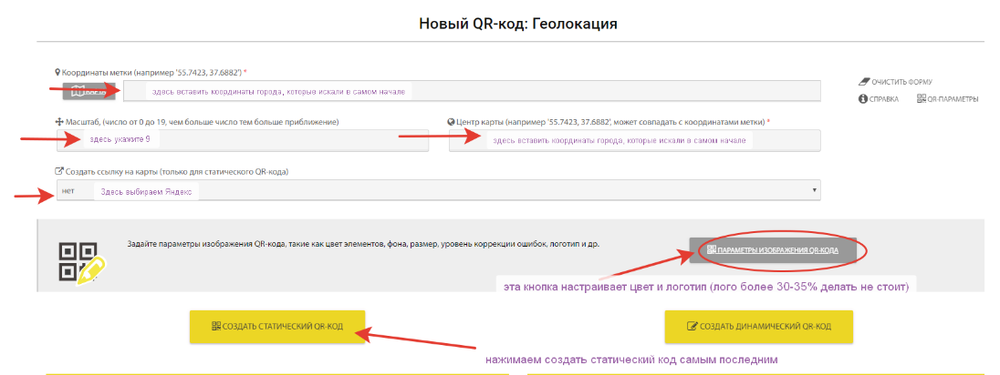 Новый QR-код: Геолокация
Координаты метки (например '55.7423, 37.6882') *
здесь вставить координаты города, которые искали в самом начале
ОЧИСТИТЬ ФОРМУ
СПРАВКА QR-ПАРАМЕТРЫ
Масштаб, (число от 0 до 19, чем больше число тем больше приближение)
Центр карты (например '55.7423, 37.6882', может совпадать с координатами метки) *
здесь укажите 9
здесь вставить координаты города, которые искали в самом начале
Создать ссылку на карты (только для статического QR-кода)
нет Здесь выбираем Яндекс
Задайте параметры изображения QR-кода, такие как цвет элементов, фона, размер, уровень коррекции ошибок, логотип и др.
ПАРАМЕТРЫ ИЗОБРАЖЕНИЯ QR-КОДА
эта кнопка настраивает цвет и логотип (лого более 30-35% делать не стоит)
СОЗДАТЬ СТАТИЧЕСКИЙ QR-КОД
СОЗДАТЬ ДИНАМИЧЕСКИЙ QR-КОД
нажимаем создать статический код самым последним